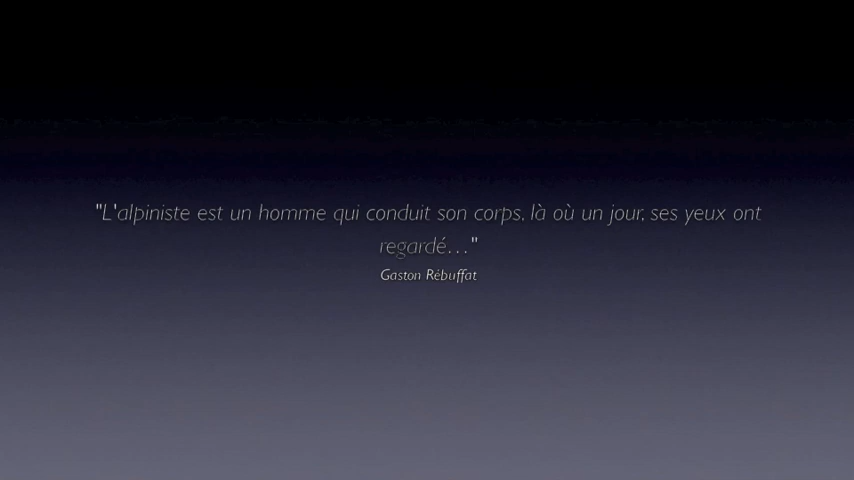 "L'alpiniste est un homme qui conduit son corps, là où un jour, ses yeux ont
regardé..."
Gaston Rébuffat